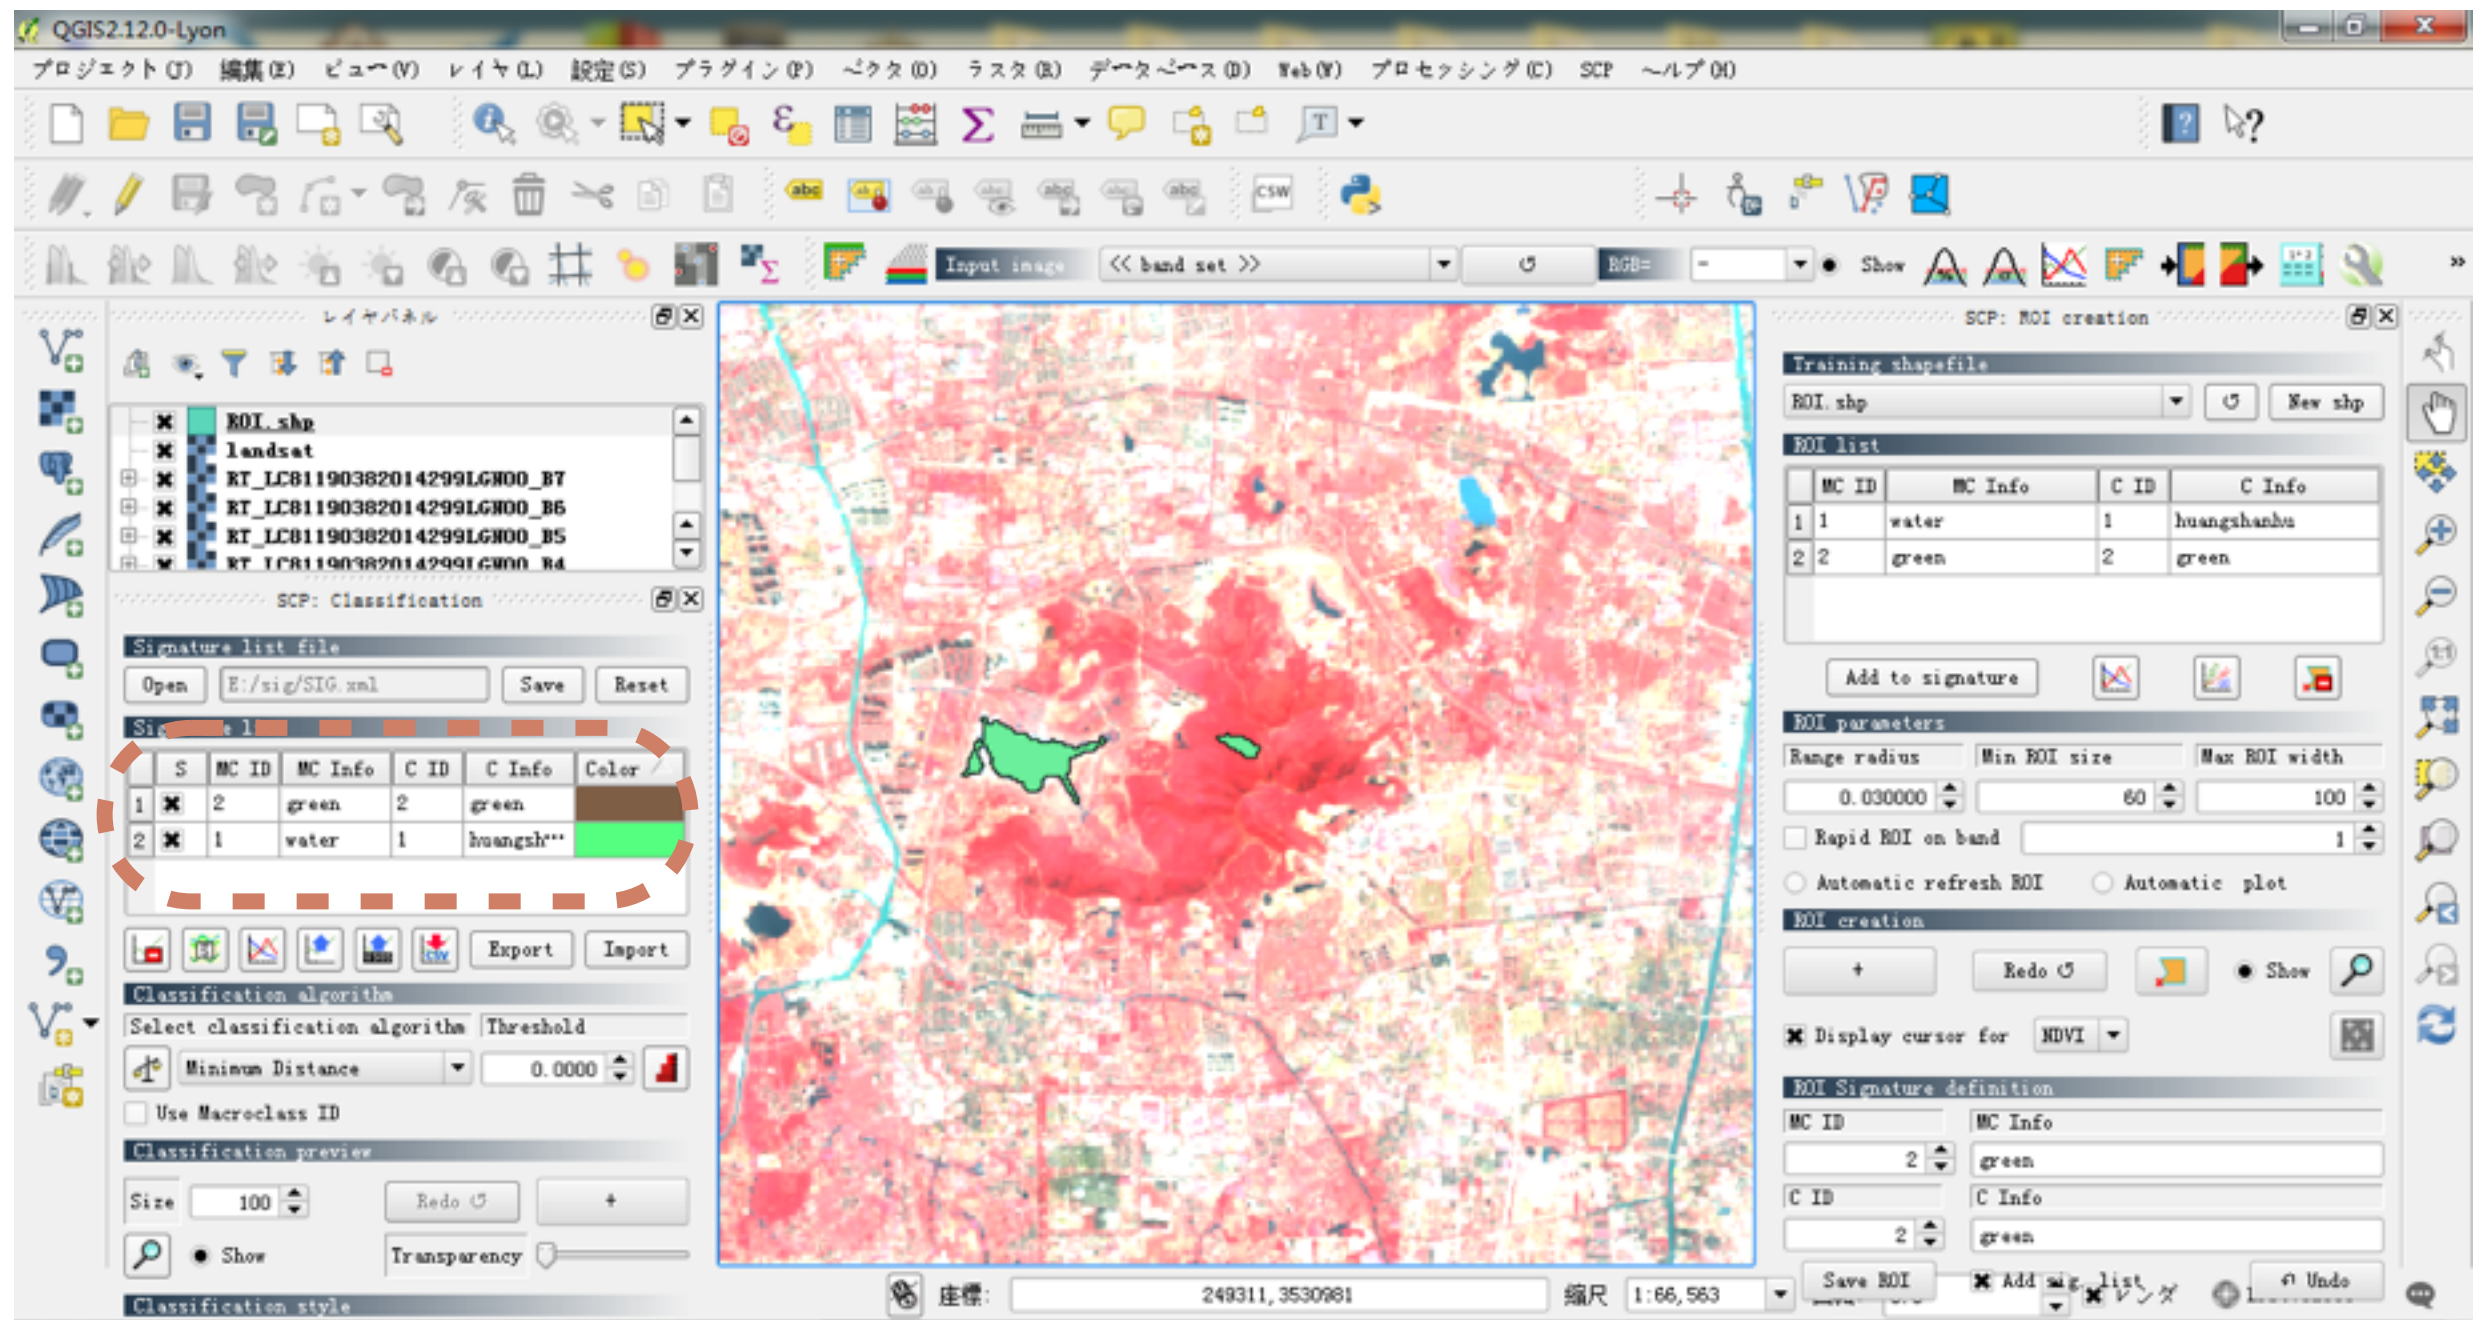 QGIS2.12.0-Lyon
プロジェクト(J) 編集(E) ビュー(V) レイヤ(L) 設定(S) プラグイン(P) ベクタ(O) ラスタ(R) データベース(D) Web(W) プロセッシング(C) SCP ヘルプ(H)
Input image << band set >> RGB= - Show
レイヤパネル
ROI.shp
landsat
RT_LC81190382014299LGN00_B7
RT_LC81190382014299LGN00_B6
RT_LC81190382014299LGN00_B5
RT_LC81190382014299LGN00_B4
SCP: Classification
Signature list file
Open E:/sig/SIG.xml Save Reset
S MC ID MC Info C ID C Info Color
1 2 green 2 green
2 1 water 1 huangsh...
Export Import
Classification algorithm
Select classification algorithm Threshold
Minimum Distance 0.0000
Use Macroclass ID
Classification preview
Size 100 Redo +
Show Transparency
Classification style
SCP: ROI creation
Training shapefile
ROI.shp New shp
ROI list
MC ID MC Info C ID C Info
1 1 water 1 huangshanhu
2 2 green 2 green
Add to signature
ROI parameters
Range radius Min ROI size Max ROI width
0.030000 60 100
Rapid ROI on band 1
Automatic refresh ROI Automatic plot
ROI creation
+ Redo Show
Display cursor for NDVI
ROI Signature definition
MC ID MC Info
2 green
C ID C Info
2 green
Save ROI Add sig. list Undo
座標: 249311,3530981 縮尺 1:66,563